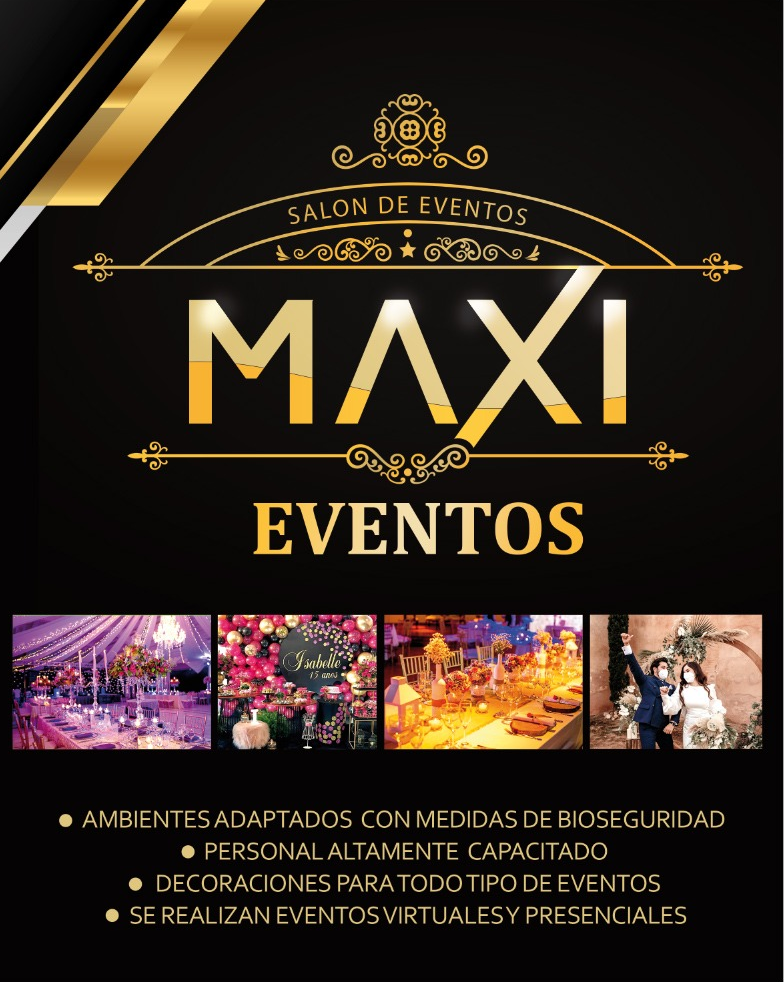 SALON DE EVENTOS
MAXI
EVENTOS
Isabelle
15 anos
● AMBIENTES ADAPTADOS CON MEDIDAS DE BIOSEGURIDAD
● PERSONAL ALTAMENTE CAPACITADO
● DECORACIONES PARA TODO TIPO DE EVENTOS
● SE REALIZAN EVENTOS VIRTUALES Y PRESENCIALES